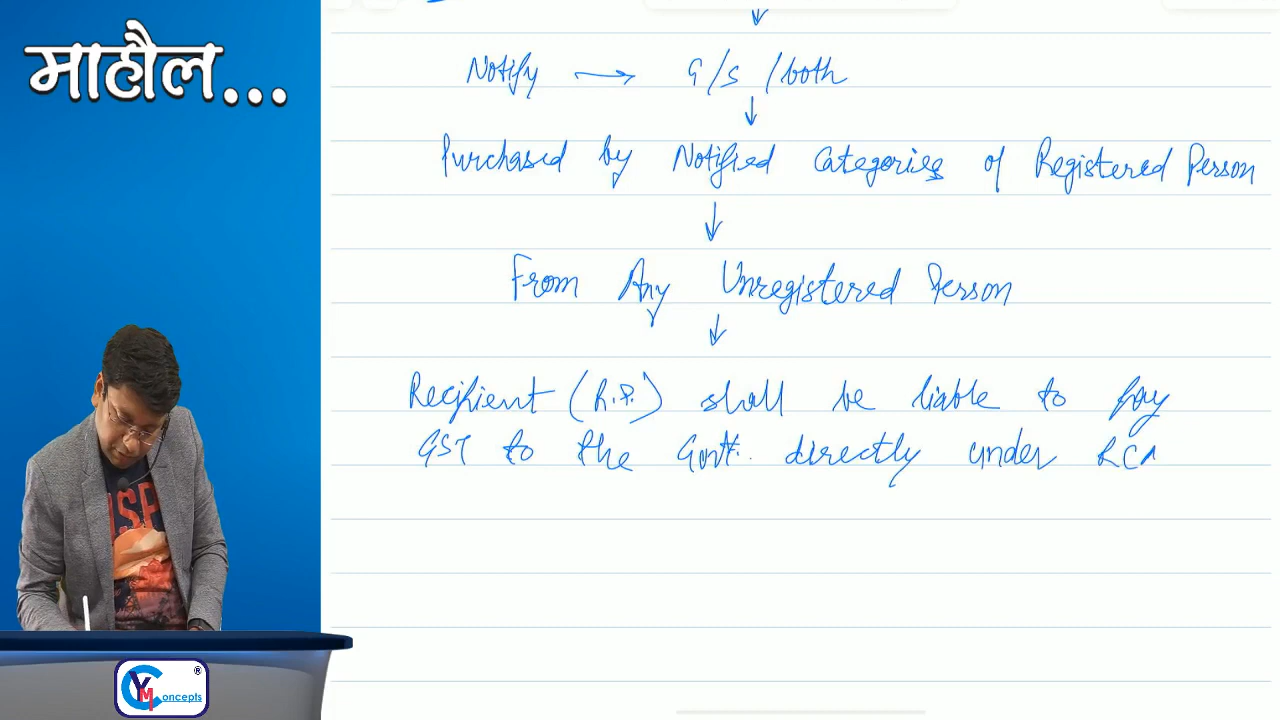 माहौल...
Notify → G/S /both
↓
Purchased by Notified Categories of Registered Person
↓
From Any Unregistered Person
↓
Recipient (R.P.) shall be liable to pay
GST to the Govt. directly under RCM
CYM Concepts ®